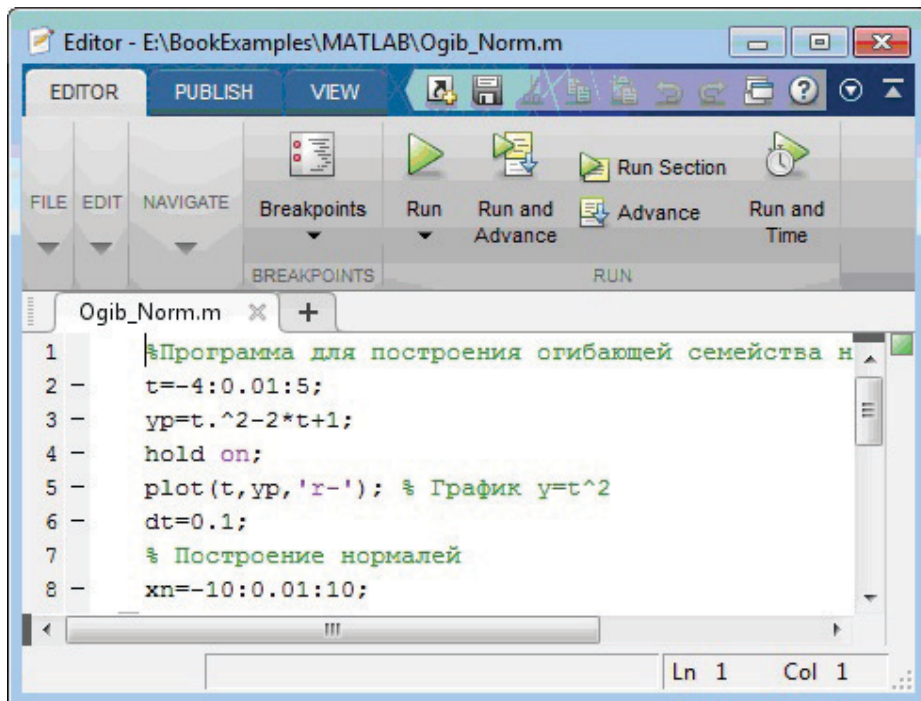 Editor - E:\BookExamples\MATLAB\Ogib_Norm.m
EDITOR PUBLISH VIEW
FILE EDIT NAVIGATE Breakpoints Run Run and Advance Run Section Advance Run and Time
BREAKPOINTS RUN
Ogib_Norm.m
1 %Программа для построения огибающей семейства н
2 - t=-4:0.01:5;
3 - yp=t.^2-2*t+1;
4 - hold on;
5 - plot(t,yp,'r-'); % График y=t^2
6 - dt=0.1;
7 % Построение нормалей
8 - xn=-10:0.01:10;
Ln 1 Col 1